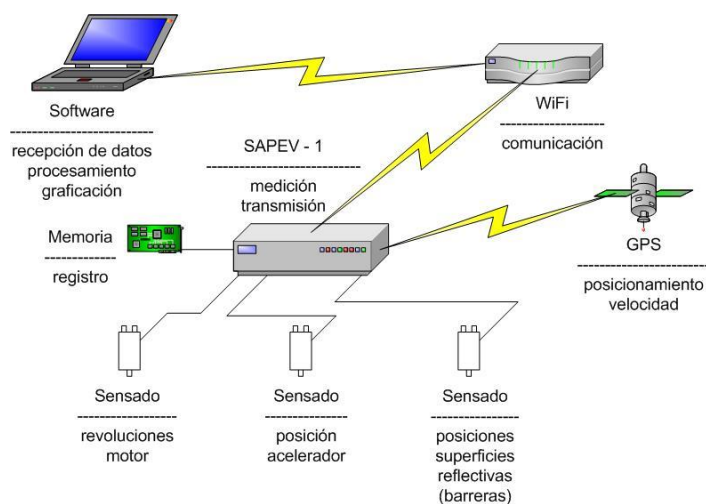 Software
recepción de datos
procesamiento
graficación
WiFi
comunicación
SAPEV - 1
medición
transmisión
Memoria
registro
GPS
posicionamiento
velocidad
Sensado
revoluciones
motor
Sensado
posición
acelerador
Sensado
posiciones
superficies
reflectivas
(barreras)